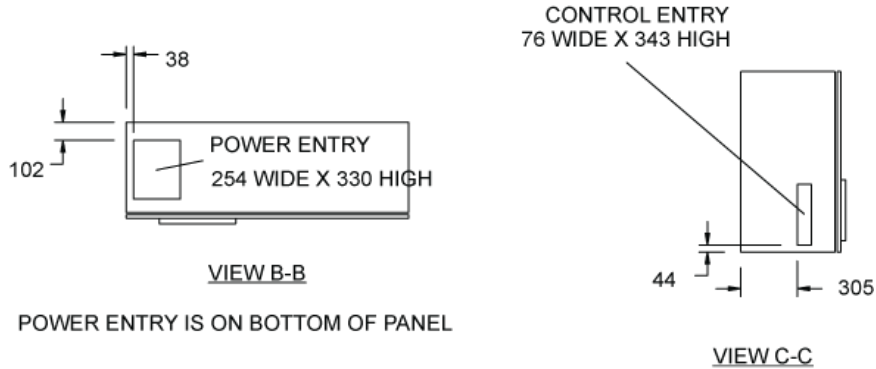 38
102
POWER ENTRY
254 WIDE X 330 HIGH
VIEW B-B
POWER ENTRY IS ON BOTTOM OF PANEL
CONTROL ENTRY
76 WIDE X 343 HIGH
44
305
VIEW C-C